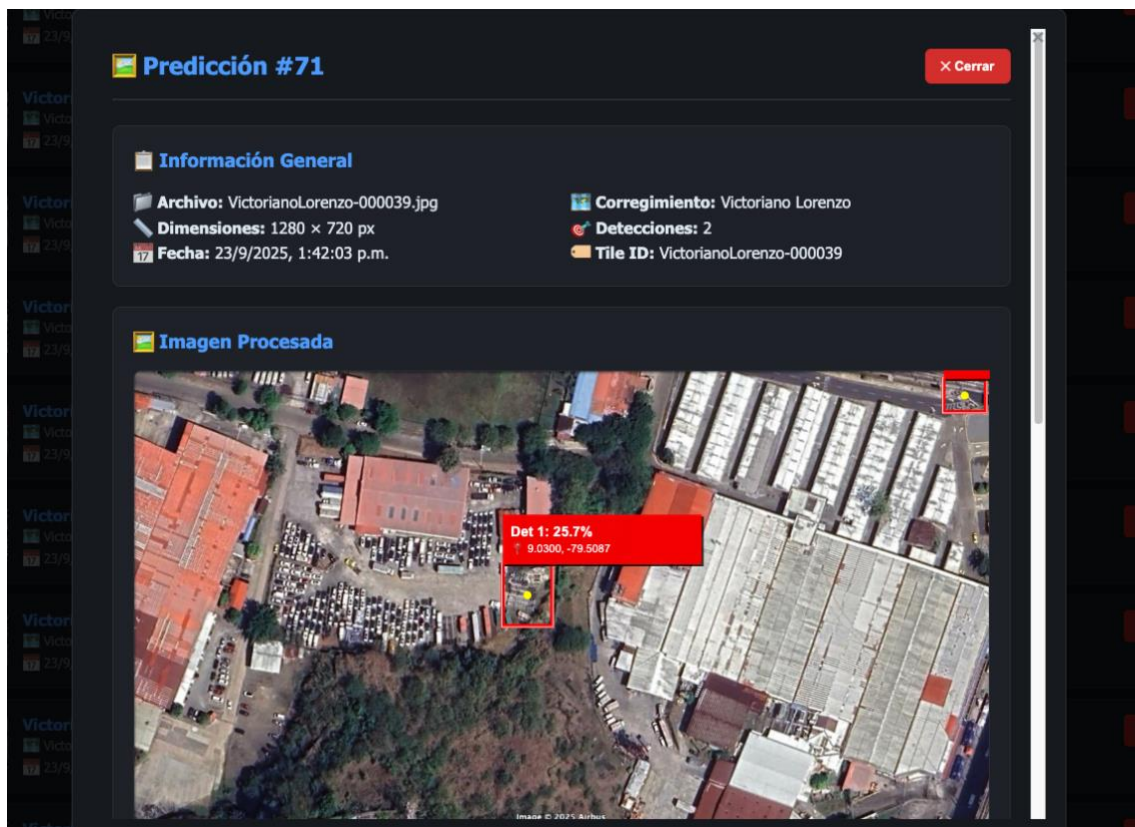 Predicción #71
× Cerrar
Información General
Archivo: VictorianoLorenzo-000039.jpg
Corregimiento: Victoriano Lorenzo
Dimensiones: 1280 × 720 px
Detecciones: 2
Fecha: 23/9/2025, 1:42:03 p.m.
Tile ID: VictorianoLorenzo-000039
Imagen Procesada
Det 1: 25.7%
9.0300, -79.5087
Image © 2025 Airbus